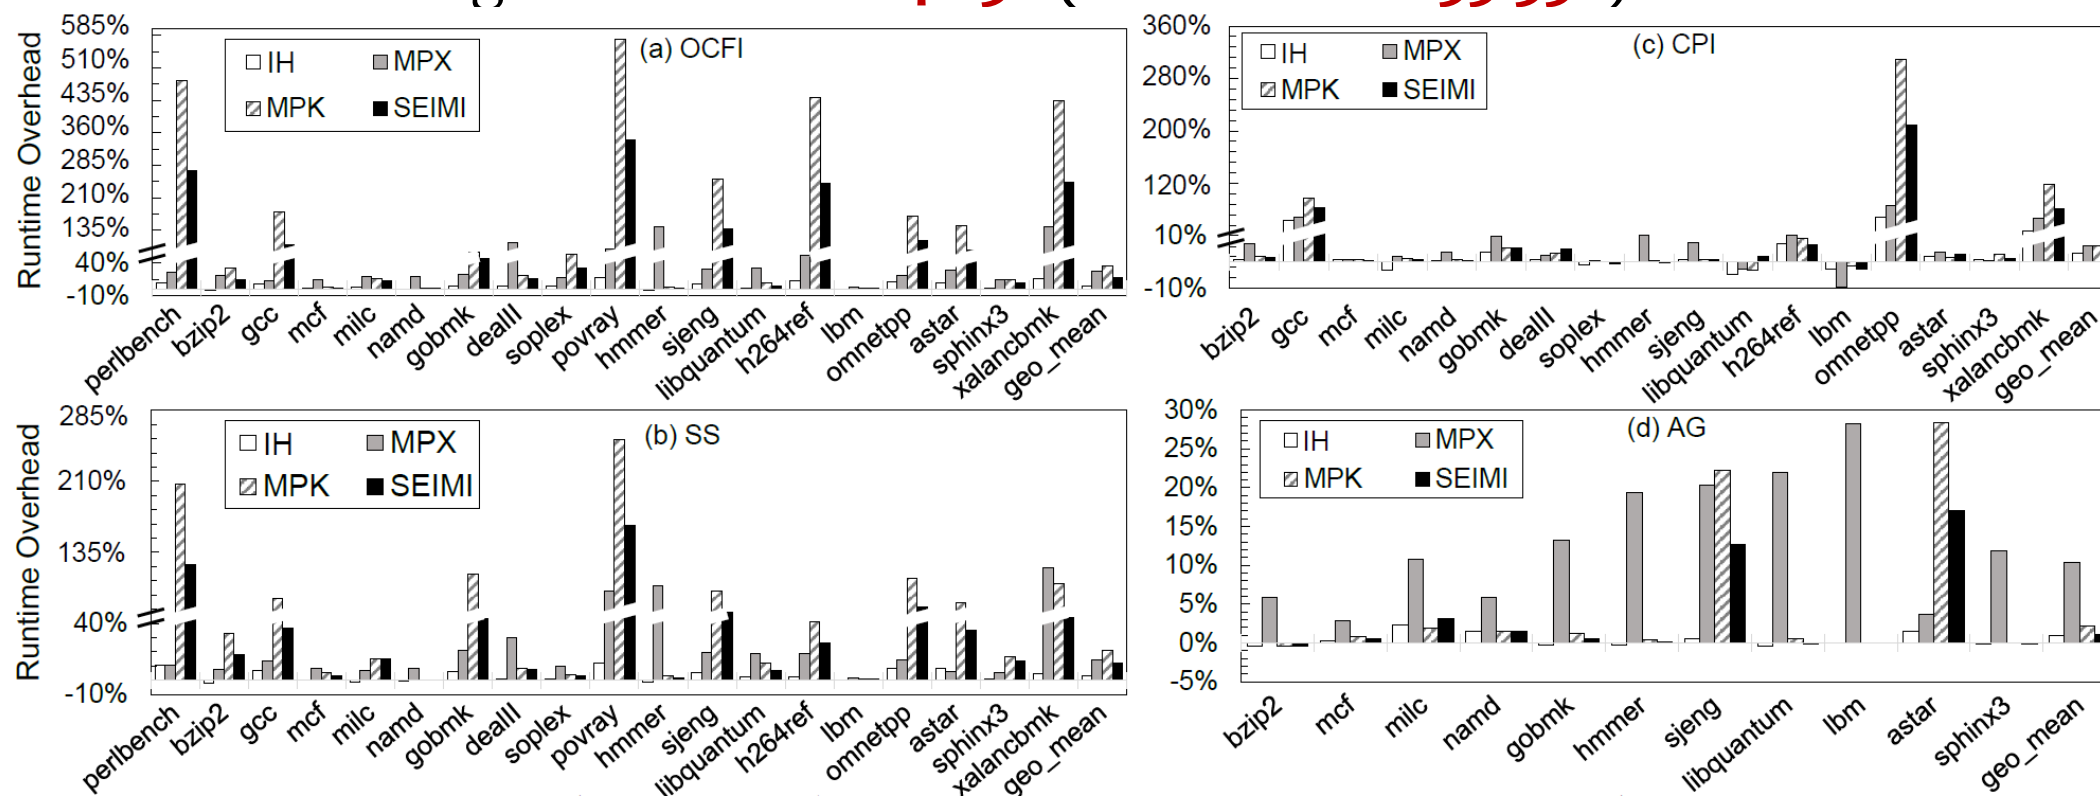 (a) OCFI
Runtime Overhead
585%
510%
435%
360%
285%
210%
135%
40%
-10%
IH
MPX
MPK
SEIMI
perlbench
bzip2
gcc
mcf
milc
namd
gobmk
dealII
soplex
povray
hmmer
sjeng
libquantum
h264ref
lbm
omnetpp
astar
sphinx3
xalancbmk
geo_mean
(c) CPI
360%
280%
200%
120%
10%
-10%
IH
MPX
MPK
SEIMI
bzip2
gcc
mcf
milc
namd
gobmk
dealII
soplex
hmmer
sjeng
libquantum
h264ref
lbm
omnetpp
astar
sphinx3
xalancbmk
geo_mean
(b) SS
Runtime Overhead
285%
210%
135%
40%
-10%
IH
MPX
MPK
SEIMI
perlbench
bzip2
gcc
mcf
milc
namd
gobmk
dealII
soplex
povray
hmmer
sjeng
libquantum
h264ref
lbm
omnetpp
astar
sphinx3
xalancbmk
geo_mean
(d) AG
30%
25%
20%
15%
10%
5%
0%
-5%
IH
MPX
MPK
SEIMI
bzip2
mcf
milc
namd
gobmk
hmmer
sjeng
libquantum
lbm
astar
sphinx3
geo_mean